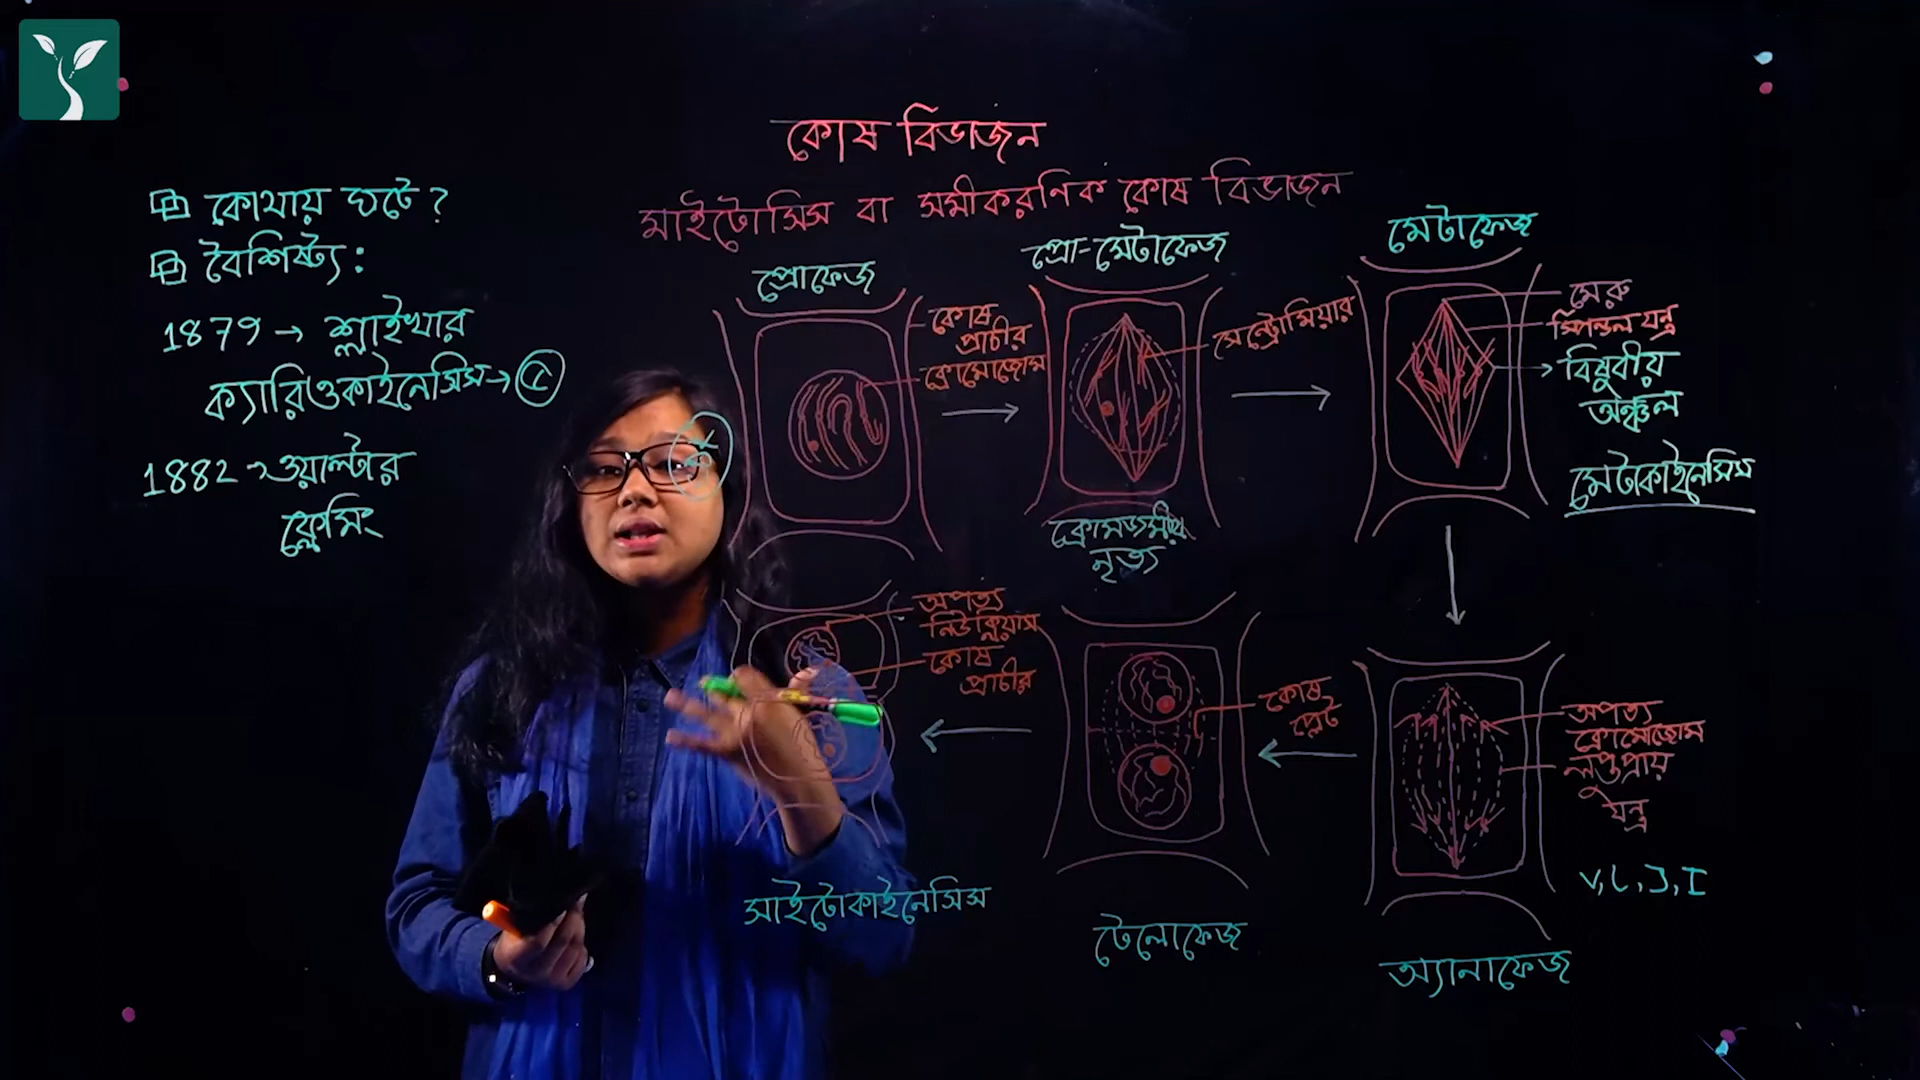 কোষ বিভাজন
মাইটোসিস বা সমীকরণিক কোষ বিভাজন
কোথায় ঘটে ?
বৈশিষ্ট্য :
1879 → শ্লাইখার
ক্যারিওকাইনেসিস →
1882 → ওয়াল্টার
ফ্লেমিং
প্রোফেজ
কোষ
প্রাচীর
ক্রোমোজোম
প্রো-মেটাফেজ
সেন্ট্রোমিয়ার
নৃত্য
মেটাফেজ
মেরু
স্পিন্ডল যন্ত্র
বিষুবীয়
অঞ্চল
মেটাকাইনেসিস
অপত্য
নিউক্লিয়াস
কোষ
প্রাচীর
সাইটোকাইনেসিস
কোষ
প্লেট
টেলোফেজ
অপত্য
ক্রোমোজোম
লুপ্তপ্রায়
যন্ত্র
V, L, J, I
অ্যানাফেজ